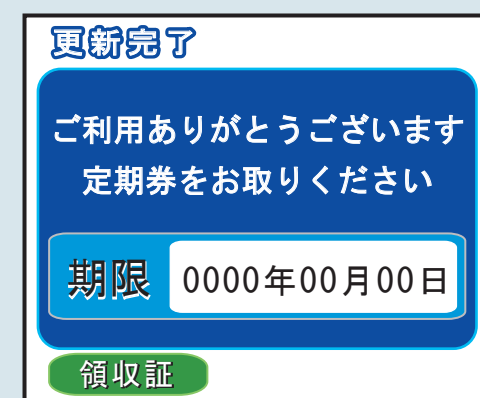 更新完了
ご利用ありがとうございます
定期券をお取りください
期限 0000年00月00日
領収証